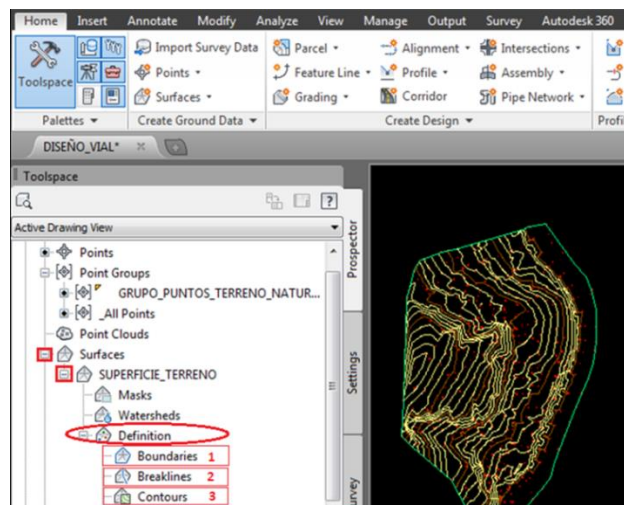 Home Insert Annotate Modify Analyze View Manage Output Survey Autodesk 360
Import Survey Data Parcel Alignment Intersections
Toolspace Points Feature Line Profile Assembly
Surfaces Grading Corridor Pipe Network
Palettes Create Ground Data Create Design Profi
DISEÑO_VIAL*
Toolspace
Active Drawing View
Prospector
Points
Point Groups
GRUPO_PUNTOS_TERRENO_NATUR...
_All Points
Point Clouds
Surfaces
Settings
SUPERFICIE_TERRENO
Masks
Watersheds
Definition
Boundaries 1
Breaklines 2
Contours 3
urvey